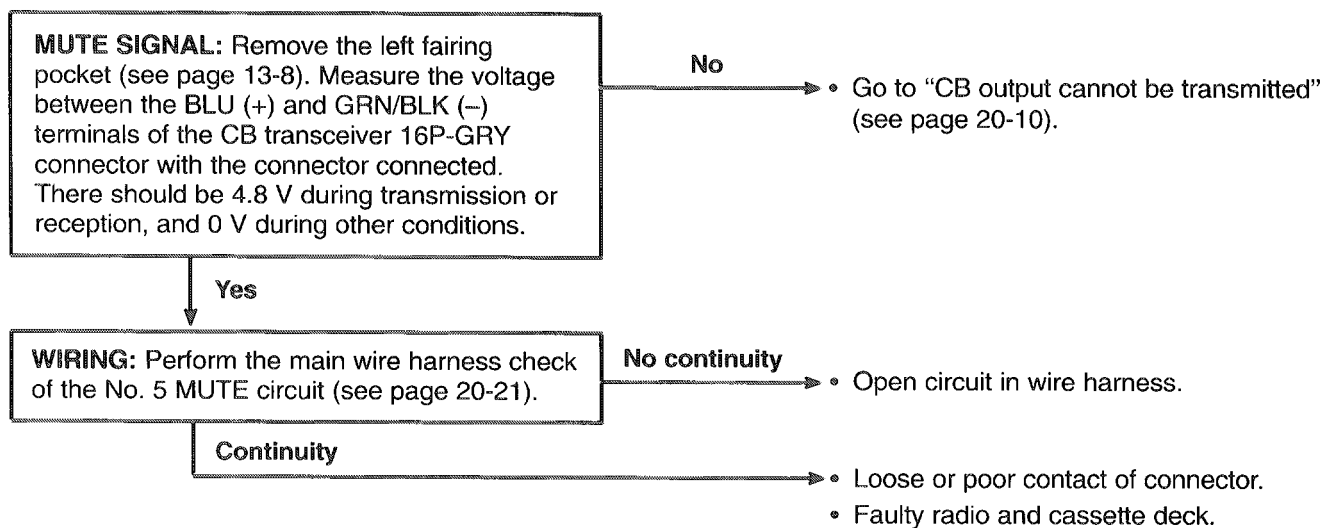 MUTE SIGNAL: Remove the left fairing
pocket (see page 13-8). Measure the voltage
between the BLU (+) and GRN/BLK (–)
terminals of the CB transceiver 16P-GRY
connector with the connector connected.
There should be 4.8 V during transmission or
reception, and 0 V during other conditions.
No
• Go to “CB output cannot be transmitted”
(see page 20-10).
Yes
WIRING: Perform the main wire harness check
of the No. 5 MUTE circuit (see page 20-21).
No continuity
• Open circuit in wire harness.
Continuity
• Loose or poor contact of connector.
• Faulty radio and cassette deck.